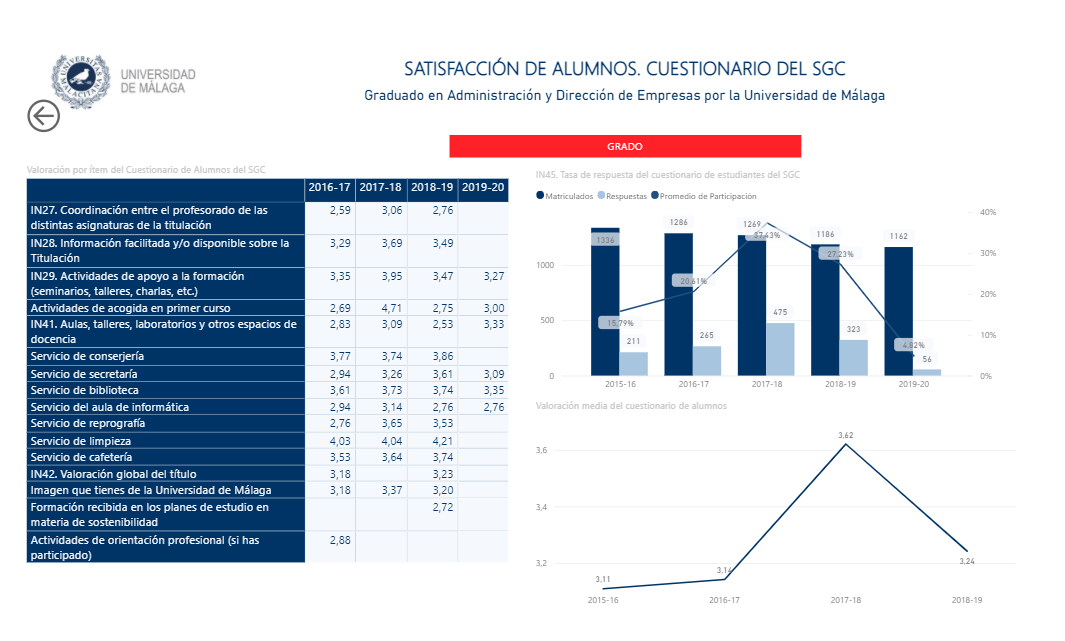 UNIVERSIDAD
DE MÁLAGA
SATISFACCIÓN DE ALUMNOS. CUESTIONARIO DEL SGC
Graduado en Administración y Dirección de Empresas por la Universidad de Málaga
GRADO
Valoración por ítem del Cuestionario de Alumnos del SGC
2016-17 2017-18 2018-19 2019-20
IN27. Coordinación entre el profesorado de las 2,59 3,06 2,76
distintas asignaturas de la titulación
IN28. Información facilitada y/o disponible sobre la 3,29 3,69 3,49
Titulación
IN29. Actividades de apoyo a la formación 3,35 3,95 3,47 3,27
(seminarios, talleres, charlas, etc.)
Actividades de acogida en primer curso 2,69 4,71 2,75 3,00
IN41. Aulas, talleres, laboratorios y otros espacios de 2,83 3,09 2,53 3,33
docencia
Servicio de conserjería 3,77 3,74 3,86
Servicio de secretaría 2,94 3,26 3,61 3,09
Servicio de biblioteca 3,61 3,73 3,74 3,35
Servicio del aula de informática 2,94 3,14 2,76 2,76
Servicio de reprografía 2,76 3,65 3,53
Servicio de limpieza 4,03 4,04 4,21
Servicio de cafetería 3,53 3,64 3,74
IN42. Valoración global del título 3,18 3,23
Imagen que tienes de la Universidad de Málaga 3,18 3,37 3,20
Formación recibida en los planes de estudio en 2,72
materia de sostenibilidad
Actividades de orientación profesional (si has 2,88
participado)
IN45. Tasa de respuesta del cuestionario de estudiantes del SGC
Matriculados Respuestas Promedio de Participación
40%
1336 1286 1269 1186 1162
37,43%
30%
27,23%
1000
20,61%
20%
15,79%
500
475
323
265
211
10%
4,82%
56
0 0%
2015-16 2016-17 2017-18 2018-19 2019-20
Valoración media del cuestionario de alumnos
3,62
3,6
3,4
3,2
3,11 3,14 3,24
2015-16 2016-17 2017-18 2018-19